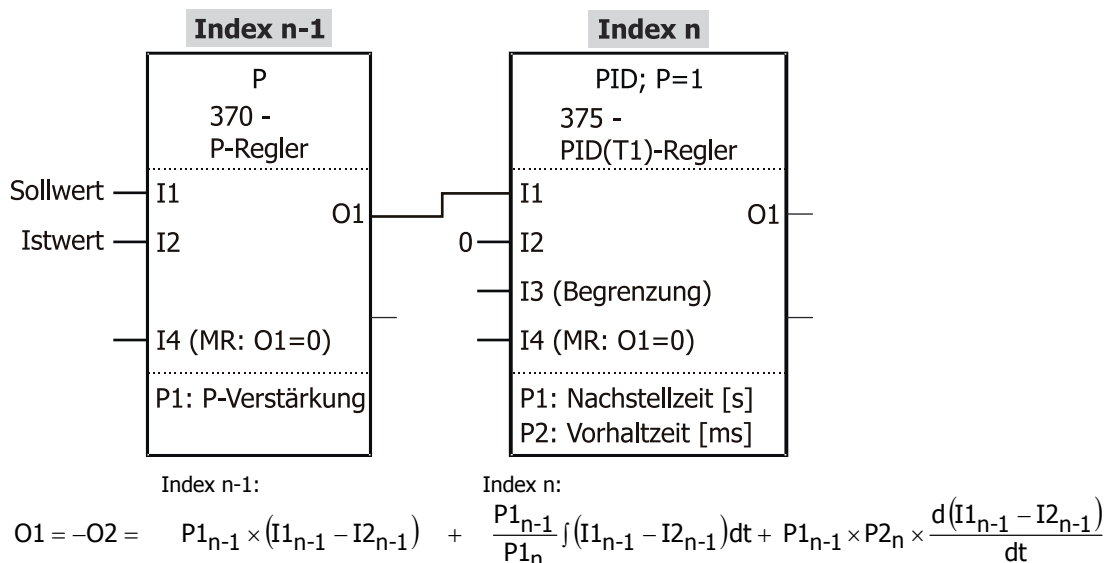 Index n-1
Index n
P
370 -
P-Regler
PID; P=1
375 -
PID(T1)-Regler
Sollwert
I1
O1
Istwert
I2
I4 (MR: O1=0)
P1: P-Verstärkung
I1
O1
0
I2
I3 (Begrenzung)
I4 (MR: O1=0)
P1: Nachstellzeit [s]
P2: Vorhaltzeit [ms]
Index n-1:
Index n:
O1 = −O2 = P1n-1 × (I1n-1 − I2n-1) + P1n-1/P1n ∫(I1n-1 − I2n-1)dt + P1n-1 × P2n × d(I1n-1 − I2n-1)/dt